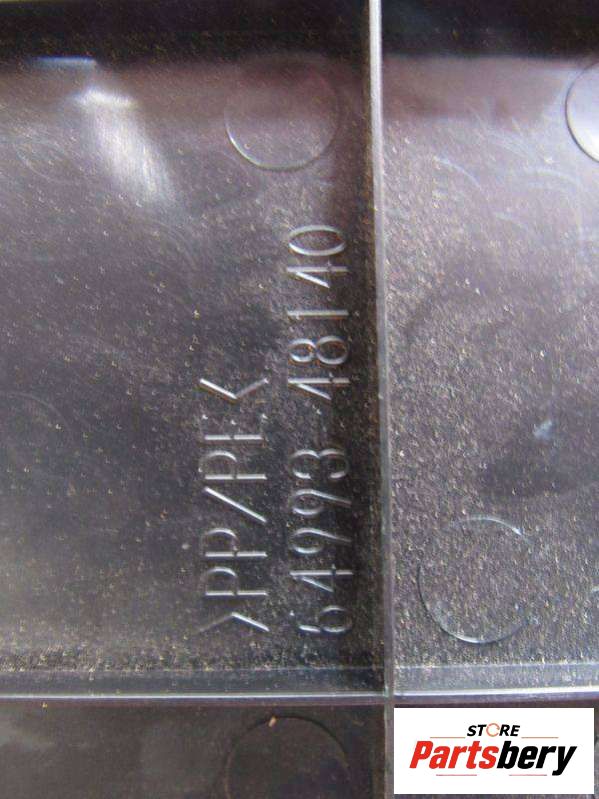 >PP/PE<
64993-48140
STORE
Partsbery